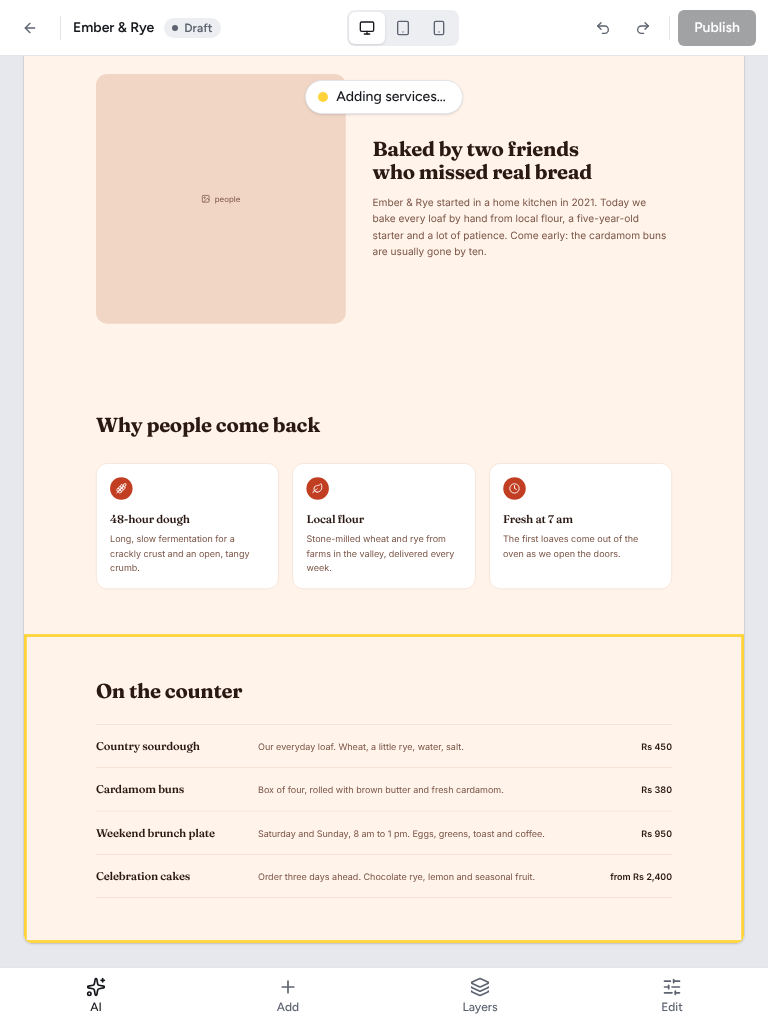 Ember & Rye
Draft
Publish
Adding services...
people
Baked by two friends
who missed real bread
Ember & Rye started in a home kitchen in 2021. Today we
bake every loaf by hand from local flour, a five-year-old
starter and a lot of patience. Come early: the cardamom buns
are usually gone by ten.
Why people come back
48-hour dough
Long, slow fermentation for a
crackly crust and an open, tangy
crumb.
Local flour
Stone-milled wheat and rye from
farms in the valley, delivered every
week.
Fresh at 7 am
The first loaves come out of the
oven as we open the doors.
On the counter
Country sourdough Our everyday loaf. Wheat, a little rye, water, salt. Rs 450
Cardamom buns Box of four, rolled with brown butter and fresh cardamom. Rs 380
Weekend brunch plate Saturday and Sunday, 8 am to 1 pm. Eggs, greens, toast and coffee. Rs 950
Celebration cakes Order three days ahead. Chocolate rye, lemon and seasonal fruit. from Rs 2,400
AI Add Layers Edit